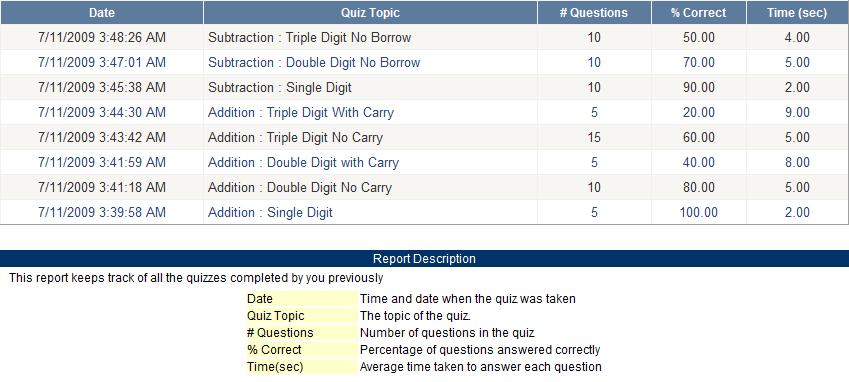 Date Quiz Topic # Questions % Correct Time (sec)
7/11/2009 3:48:26 AM Subtraction : Triple Digit No Borrow 10 50.00 4.00
7/11/2009 3:47:01 AM Subtraction : Double Digit No Borrow 10 70.00 5.00
7/11/2009 3:45:38 AM Subtraction : Single Digit 10 90.00 2.00
7/11/2009 3:44:30 AM Addition : Triple Digit With Carry 5 20.00 9.00
7/11/2009 3:43:42 AM Addition : Triple Digit No Carry 15 60.00 5.00
7/11/2009 3:41:59 AM Addition : Double Digit with Carry 5 40.00 8.00
7/11/2009 3:41:18 AM Addition : Double Digit No Carry 10 80.00 5.00
7/11/2009 3:39:58 AM Addition : Single Digit 5 100.00 2.00
Report Description
This report keeps track of all the quizzes completed by you previously
Date Time and date when the quiz was taken
Quiz Topic The topic of the quiz.
# Questions Number of questions in the quiz
% Correct Percentage of questions answered correctly
Time(sec) Average time taken to answer each question